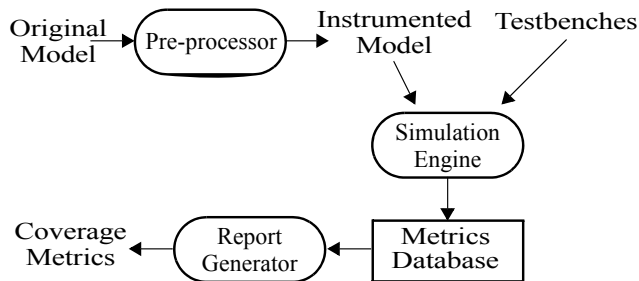 Original
Model
Pre-processor
Instrumented
Model
Testbenches
Simulation
Engine
Metrics
Database
Report
Generator
Coverage
Metrics